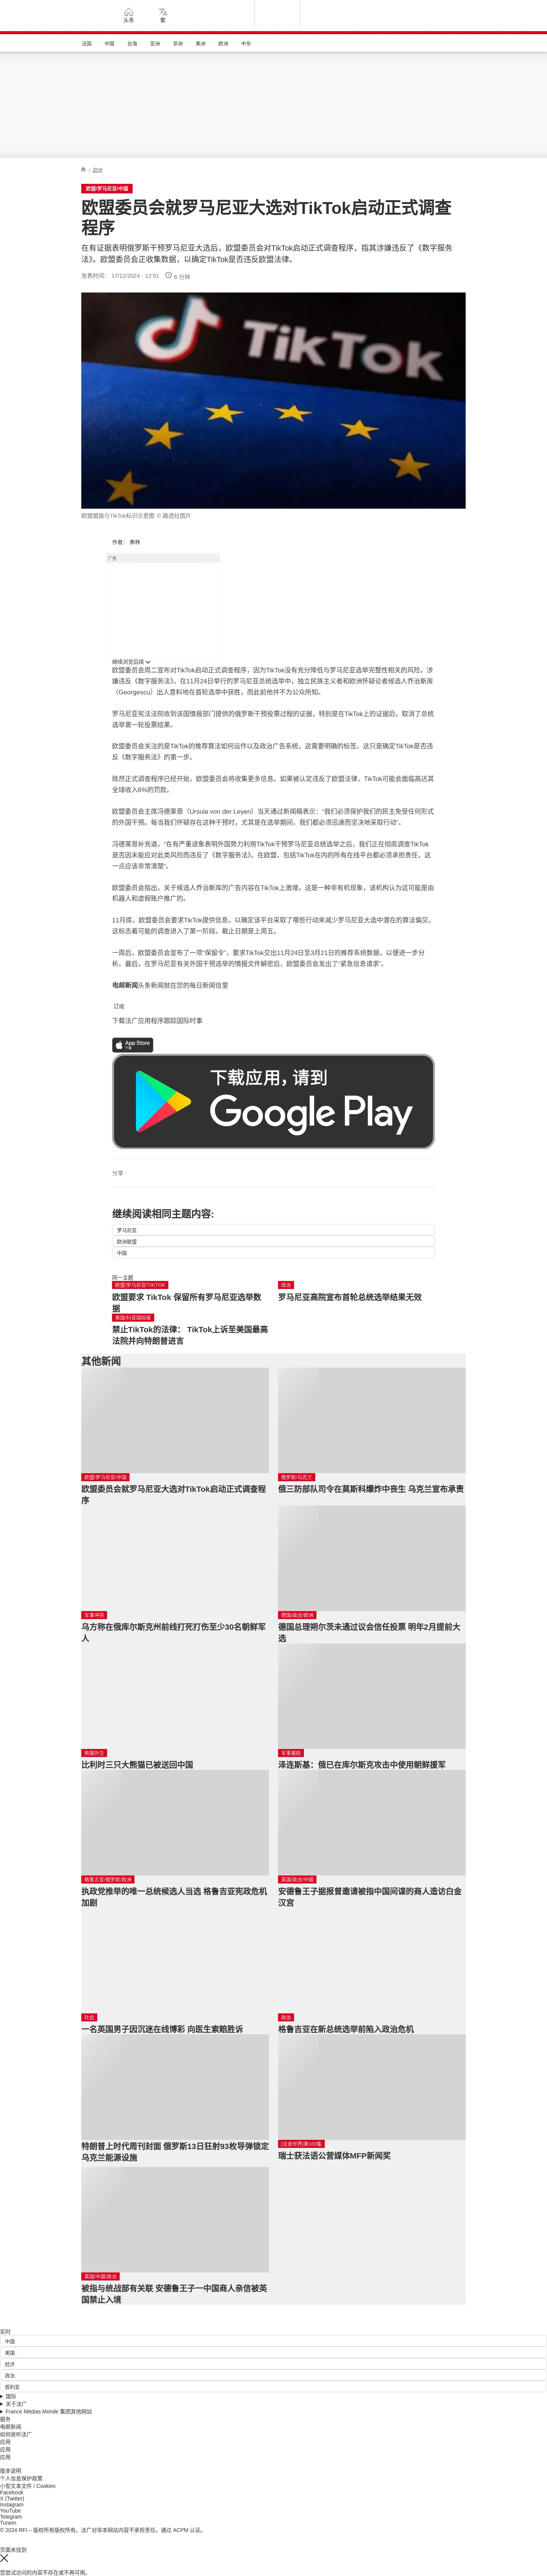 头条
繁
法国
中国
台海
亚洲
非洲
美洲
欧洲
中东
/ 欧洲
欧盟/罗马尼亚/中国
欧盟委员会就罗马尼亚大选对TikTok启动正式调查
程序
在有证据表明俄罗斯干预罗马尼亚大选后，欧盟委员会对TikTok启动正式调查程序，指其涉嫌违反了《数字服务
法》。欧盟委员会正收集数据，以确定TikTok是否违反欧盟法律。
发表时间： 17/12/2024 - 12:51 6 分钟
TikTok
欧盟盟旗与TikTok标识示意图 © 路透社图片
作者： 弗林
广告
继续浏览后续
欧盟委员会周二宣布对TikTok启动正式调查程序，因为TikTok没有充分降低与罗马尼亚选举完整性相关的风险，涉
嫌违反《数字服务法》。在11月24日举行的罗马尼亚总统选举中，独立民族主义者和欧洲怀疑论者候选人乔治斯库
（Georgescu）出人意料地在首轮选举中获胜，而此前他并不为公众所知。
罗马尼亚宪法法院收到该国情报部门提供的俄罗斯干预投票过程的证据，特别是在TikTok上的证据后，取消了总统
选举第一轮投票结果。
欧盟委员会关注的是TikTok的推荐算法如何运作以及政治广告系统，这需要明确的标签。这只是确定TikTok是否违
反《数字服务法》的第一步。
既然正式调查程序已经开始，欧盟委员会将收集更多信息。如果被认定违反了欧盟法律，TikTok可能会面临高达其
全球收入6%的罚款。
欧盟委员会主席冯德莱恩（Ursula von der Leyen）当天通过新闻稿表示：“我们必须保护我们的民主免受任何形式
的外国干预。每当我们怀疑存在这种干预时，尤其是在选举期间，我们都必须迅速而坚决地采取行动”。
冯德莱恩补充道，“在有严重迹象表明外国势力利用TikTok干预罗马尼亚总统选举之后，我们正在彻底调查TikTok
是否因未能应对此类风险而违反了《数字服务法》。在欧盟，包括TikTok在内的所有在线平台都必须承担责任，这
一点应该非常清楚”。
欧盟委员会指出，关于候选人乔治斯库的广告内容在TikTok上激增，这是一种非有机现象，该机构认为这可能是由
机器人和虚假账户推广的。
11月底，欧盟委员会要求TikTok提供信息，以确定该平台采取了哪些行动来减少罗马尼亚大选中潜在的算法偏见，
这标志着可能的调查进入了第一阶段。截止日期是上周五。
一周后，欧盟委员会宣布了一项“保留令”，要求TikTok交出11月24日至3月21日的推荐系统数据，以便进一步分
析。最后，在罗马尼亚有关外国干预选举的情报文件解密后，欧盟委员会发出了“紧急信息请求”。
电邮新闻头条新闻就在您的每日新闻信里
订阅
下载法广应用程序跟踪国际时事
App Store
下载
下载应用，请到
Google Play
分享 :
继续阅读相同主题内容:
罗马尼亚
欧洲联盟
中国
同一主题
欧盟/罗马尼亚/TIKTOK
欧盟要求 TikTok 保留所有罗马尼亚选举数
据
政治
罗马尼亚高院宣布首轮总统选举结果无效
美国/抖音国际版
禁止TikTok的法律： TikTok上诉至美国最高
法院并向特朗普进言
其他新闻
欧盟/罗马尼亚/中国
欧盟委员会就罗马尼亚大选对TikTok启动正式调查程
序
俄罗斯/乌克兰
俄三防部队司令在莫斯科爆炸中丧生 乌克兰宣布承责
军事冲突
乌方称在俄库尔斯克州前线打死打伤至少30名朝鲜军
人
德国/政治/欧洲
德国总理朔尔茨未通过议会信任投票 明年2月提前大
选
熊猫外交
比利时三只大熊猫已被送回中国
军事援助
泽连斯基：俄已在库尔斯克攻击中使用朝鲜援军
格鲁吉亚/俄罗斯/欧洲
执政党推举的唯一总统候选人当选 格鲁吉亚宪政危机
加剧
英国/政治/中国
安德鲁王子据报曾邀请被指中国间谍的商人造访白金
汉宫
社会
一名英国男子因沉迷在线博彩 向医生索赔胜诉
政治
格鲁吉亚在新总统选举前陷入政治危机
特朗普上时代周刊封面 俄罗斯13日狂射93枚导弹锁定
乌克兰能源设施
[法语世界]第100集
瑞士获法语公营媒体MFP新闻奖
英国/中国/政治
被指与统战部有关联 安德鲁王子一中国商人亲信被英
国禁止入境
实时
中国
美国
经济
政治
叙利亚
国际
关于法广
France Médias Monde 集团其他网站
服务
电邮新闻
如何收听法广
应用
应用
应用
版本说明
个人信息保护政策
小型文本文件 / Cookies
Facebook
X (Twitter)
Instagram
YouTube
Telegram
TuneIn
© 2024 RFI – 版权所有版权所有。法广对非本网站内容不承担责任。通过 ACPM 认证。
页面未找到
您尝试访问的内容不存在或不再可用。